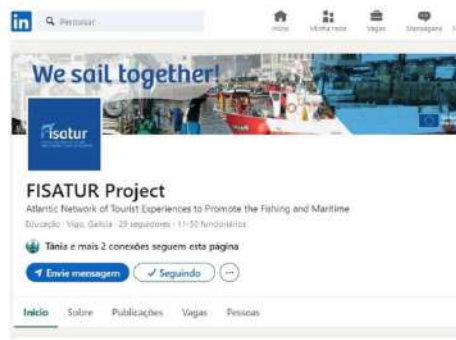 in Pesquisar
Início Minha rede Vagas Mensagens
We sail together!
Fisatur
FISATUR Project
Atlantic Network of Tourist Experiences to Promote the Fishing and Maritime
Educação · Vigo, Galicia · 29 seguidores · 11-50 funcionários
Tânia e mais 2 conexões seguem esta página
Envie mensagem Seguindo
Início Sobre Publicações Vagas Pessoas